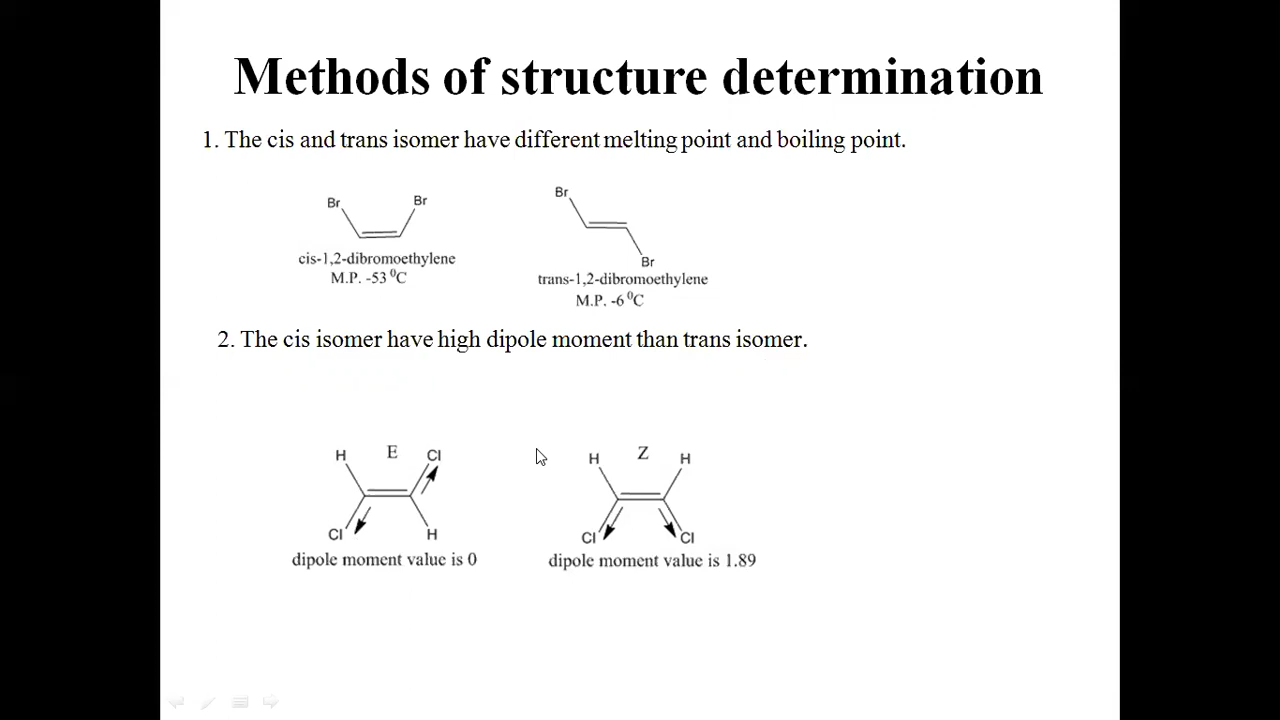 Methods of structure determination
1. The cis and trans isomer have different melting point and boiling point.
Br Br
cis-1,2-dibromoethylene
M.P. -53 ⁰C
Br
Br
trans-1,2-dibromoethylene
M.P. -6 ⁰C
2. The cis isomer have high dipole moment than trans isomer.
H E Cl
Cl H
dipole moment value is 0
H Z H
Cl Cl
dipole moment value is 1.89